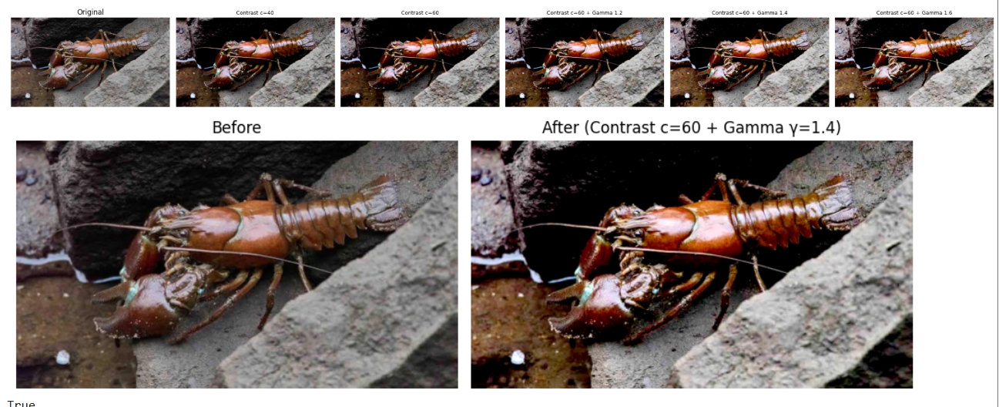 Original
Contrast c=40
Contrast c=60
Contrast c=60 + Gamma 1.2
Contrast c=60 + Gamma 1.4
Contrast c=60 + Gamma 1.6
Before
After (Contrast c=60 + Gamma γ=1.4)
True